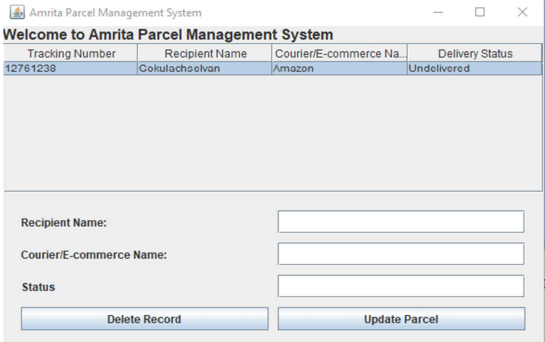 Amrita Parcel Management System
Welcome to Amrita Parcel Management System
Tracking Number Recipient Name Courier/E-commerce Na... Delivery Status
12761238 Gokulachselvan Amazon Undelivered
Recipient Name:
Courier/E-commerce Name:
Status
Delete Record Update Parcel